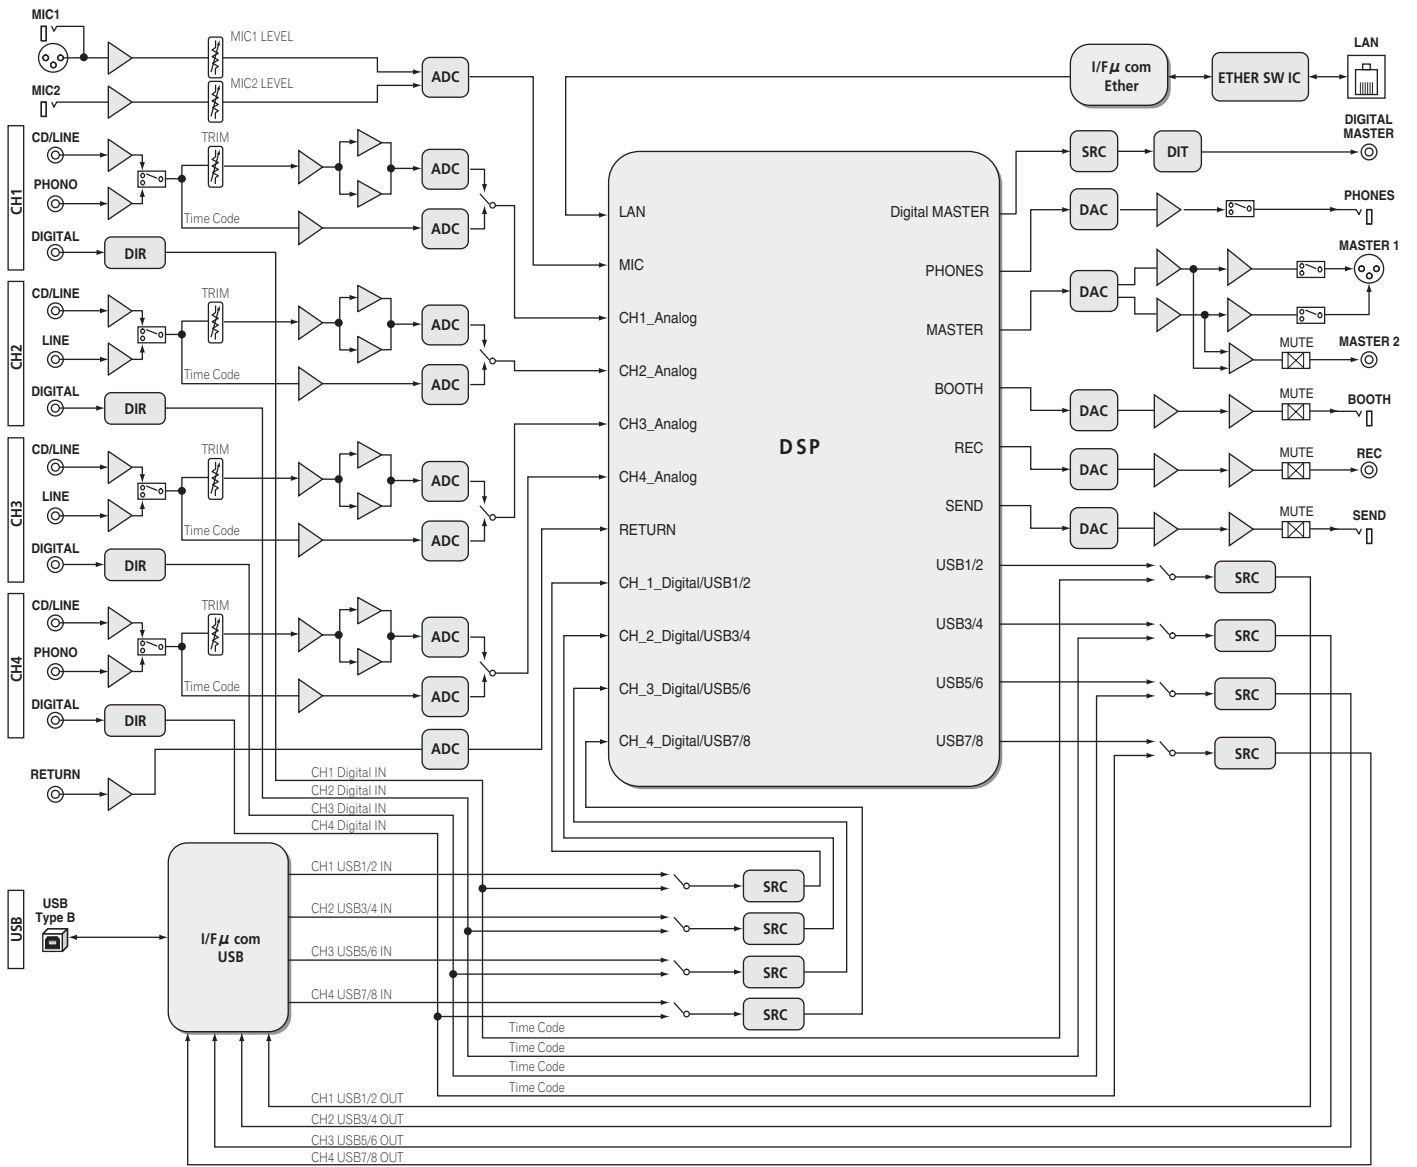 MIC1
MIC1 LEVEL
ADC
MIC2
MIC2 LEVEL
CH1
CD/LINE
TRIM
ADC
PHONO
Time Code
ADC
DIGITAL
DIR
CH2
CD/LINE
TRIM
ADC
LINE
Time Code
ADC
DIGITAL
DIR
CH3
CD/LINE
TRIM
ADC
LINE
Time Code
ADC
DIGITAL
DIR
CH4
CD/LINE
TRIM
ADC
PHONO
Time Code
ADC
DIGITAL
DIR
ADC
RETURN
CH1 Digital IN
CH2 Digital IN
CH3 Digital IN
CH4 Digital IN
DSP
LAN
MIC
CH1_Analog
CH2_Analog
CH3_Analog
CH4_Analog
RETURN
CH_1_Digital/USB1/2
CH_2_Digital/USB3/4
CH_3_Digital/USB5/6
CH_4_Digital/USB7/8
Digital MASTER
PHONES
MASTER
BOOTH
REC
SEND
USB1/2
USB3/4
USB5/6
USB7/8
I/F μ com
Ether
ETHER SW IC
LAN
SRC
DIT
DIGITAL
MASTER
DAC
PHONES
DAC
MASTER 1
MUTE
MASTER 2
DAC
MUTE
BOOTH
DAC
MUTE
REC
DAC
MUTE
SEND
SRC
SRC
SRC
SRC
USB
USB
Type B
I/F μ com
USB
CH1 USB1/2 IN
SRC
CH2 USB3/4 IN
SRC
CH3 USB5/6 IN
SRC
CH4 USB7/8 IN
SRC
Time Code
Time Code
Time Code
Time Code
CH1 USB1/2 OUT
CH2 USB3/4 OUT
CH3 USB5/6 OUT
CH4 USB7/8 OUT